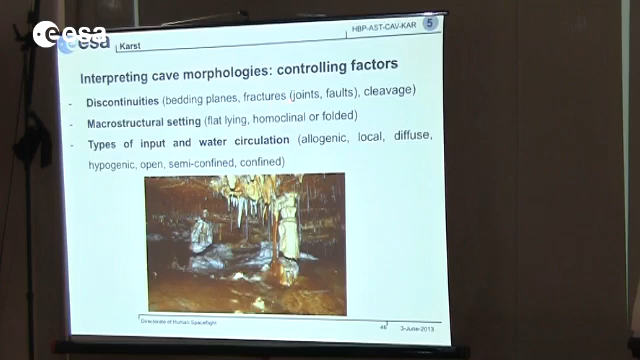 esa
esa
Karst
HBP-AST-CAV-KAR 5
Interpreting cave morphologies: controlling factors
- Discontinuities (bedding planes, fractures (joints, faults), cleavage)
- Macrostructural setting (flat lying, homoclinal or folded)
- Types of input and water circulation (allogenic, local, diffuse,
hypogenic, open, semi-confined, confined)
Directorate of Human Spaceflight
46
3-June-2013